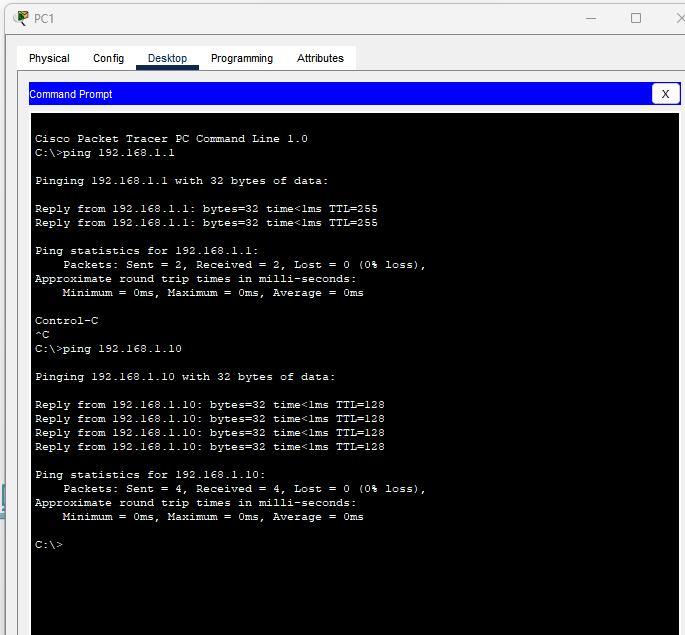 PC1
Physical Config Desktop Programming Attributes
Command Prompt
X
Cisco Packet Tracer PC Command Line 1.0
C:\>ping 192.168.1.1
Pinging 192.168.1.1 with 32 bytes of data:
Reply from 192.168.1.1: bytes=32 time<1ms TTL=255
Reply from 192.168.1.1: bytes=32 time<1ms TTL=255
Ping statistics for 192.168.1.1:
Packets: Sent = 2, Received = 2, Lost = 0 (0% loss),
Approximate round trip times in milli-seconds:
Minimum = 0ms, Maximum = 0ms, Average = 0ms
Control-C
^C
C:\>ping 192.168.1.10
Pinging 192.168.1.10 with 32 bytes of data:
Reply from 192.168.1.10: bytes=32 time<1ms TTL=128
Reply from 192.168.1.10: bytes=32 time<1ms TTL=128
Reply from 192.168.1.10: bytes=32 time<1ms TTL=128
Reply from 192.168.1.10: bytes=32 time<1ms TTL=128
Ping statistics for 192.168.1.10:
Packets: Sent = 4, Received = 4, Lost = 0 (0% loss),
Approximate round trip times in milli-seconds:
Minimum = 0ms, Maximum = 0ms, Average = 0ms
C:\>